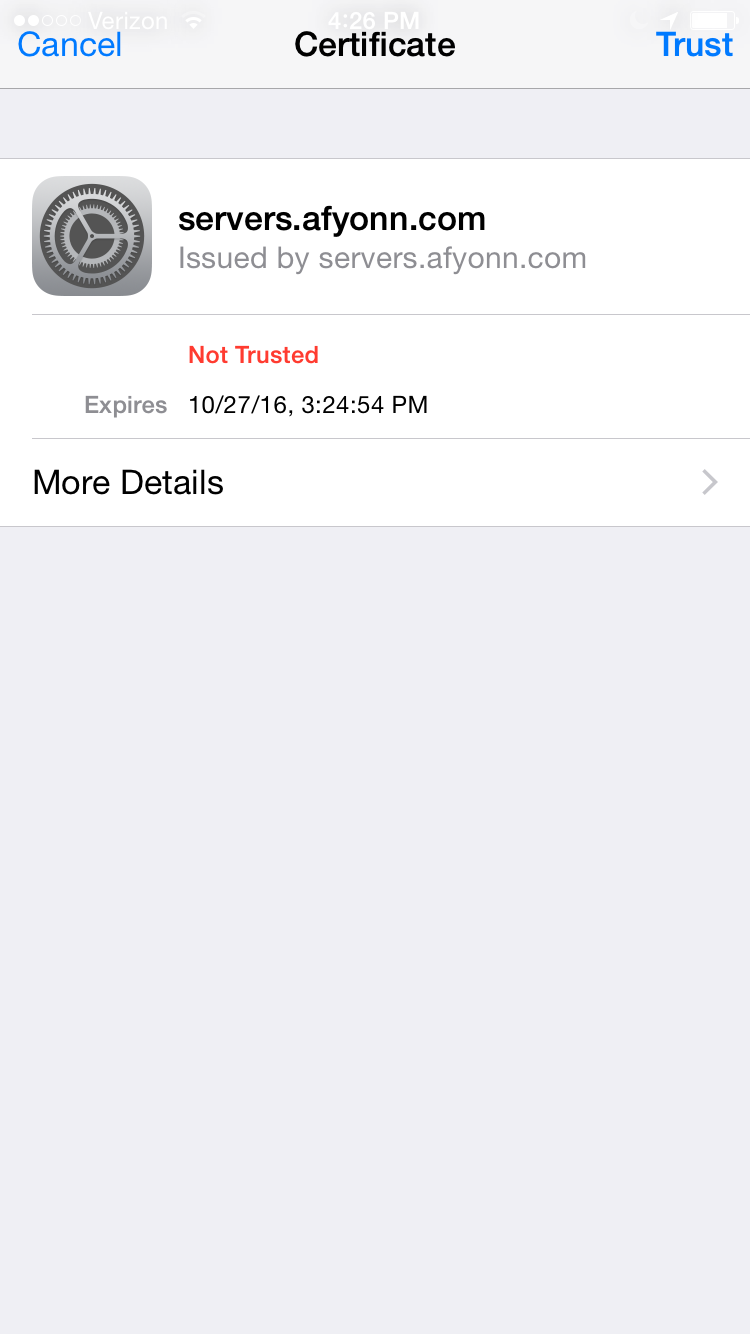 Verizon 4:26 PM
Cancel Certificate Trust
servers.afyonn.com
Issued by servers.afyonn.com
Not Trusted
Expires 10/27/16, 3:24:54 PM
More Details